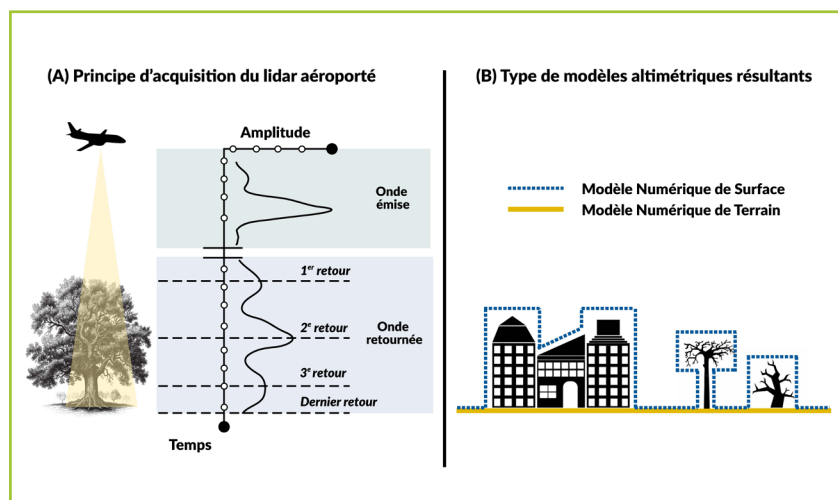 (A) Principe d'acquisition du lidar aéroporté
Amplitude
Onde
émise
1er retour
2e retour
Onde
retournée
3e retour
Dernier retour
Temps
(B) Type de modèles altimétriques résultants
Modèle Numérique de Surface
Modèle Numérique de Terrain